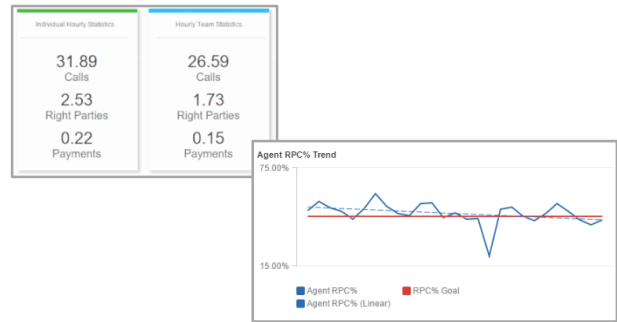 Individual Hourly Statistics
31.89
Calls
2.53
Right Parties
0.22
Payments
Hourly Team Statistics
26.59
Calls
1.73
Right Parties
0.15
Payments
Agent RPC% Trend
75.00%
15.00%
Agent RPC%
RPC% Goal
Agent RPC% (Linear)